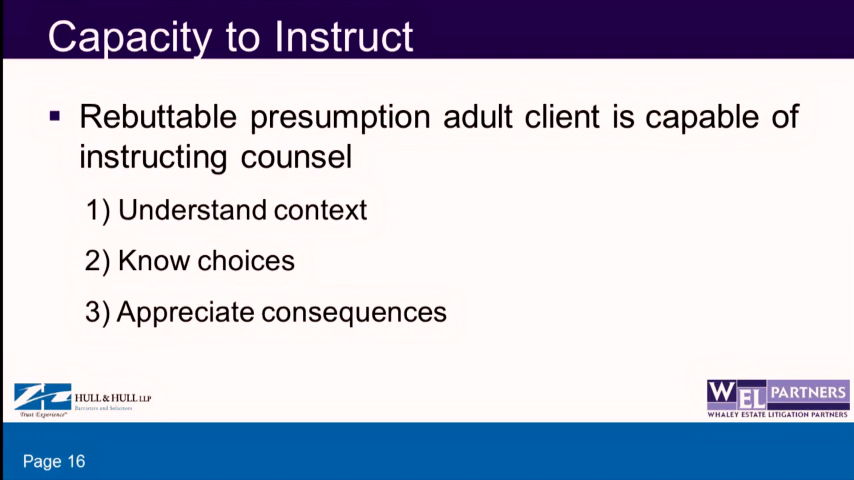 Capacity to Instruct
▪ Rebuttable presumption adult client is capable of
instructing counsel
1) Understand context
2) Know choices
3) Appreciate consequences
HULL & HULL LLP
Barristers and Solicitors
Trust Experience
WEL PARTNERS
WHALEY ESTATE LITIGATION PARTNERS
Page 16